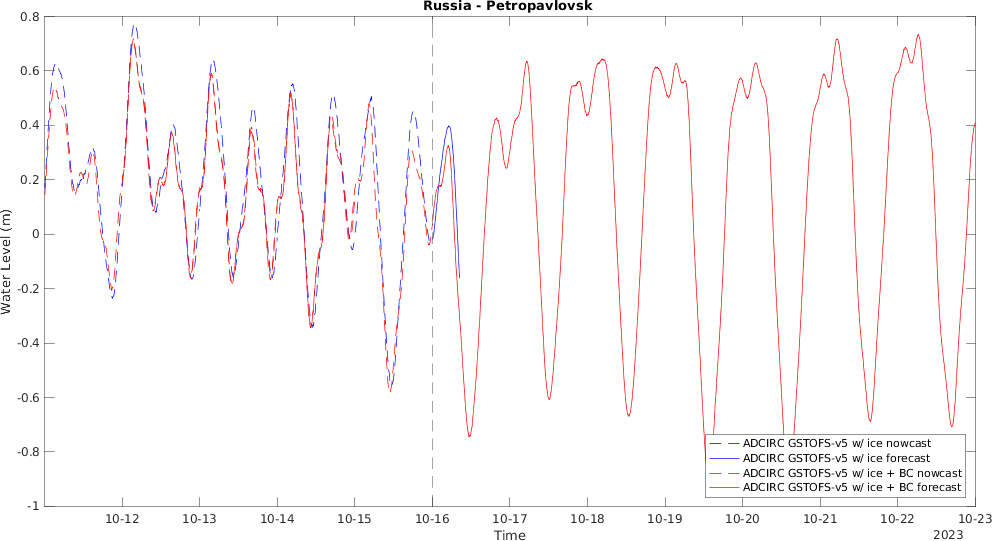 Russia - Petropavlovsk
Water Level (m)
0.8
0.6
0.4
0.2
0
-0.2
-0.4
-0.6
-0.8
-1
ADCIRC GSTOFS-v5 w/ ice nowcast
ADCIRC GSTOFS-v5 w/ ice forecast
ADCIRC GSTOFS-v5 w/ ice + BC nowcast
ADCIRC GSTOFS-v5 w/ ice + BC forecast
10-12 10-13 10-14 10-15 10-16 10-17 10-18 10-19 10-20 10-21 10-22 10-23
Time
2023